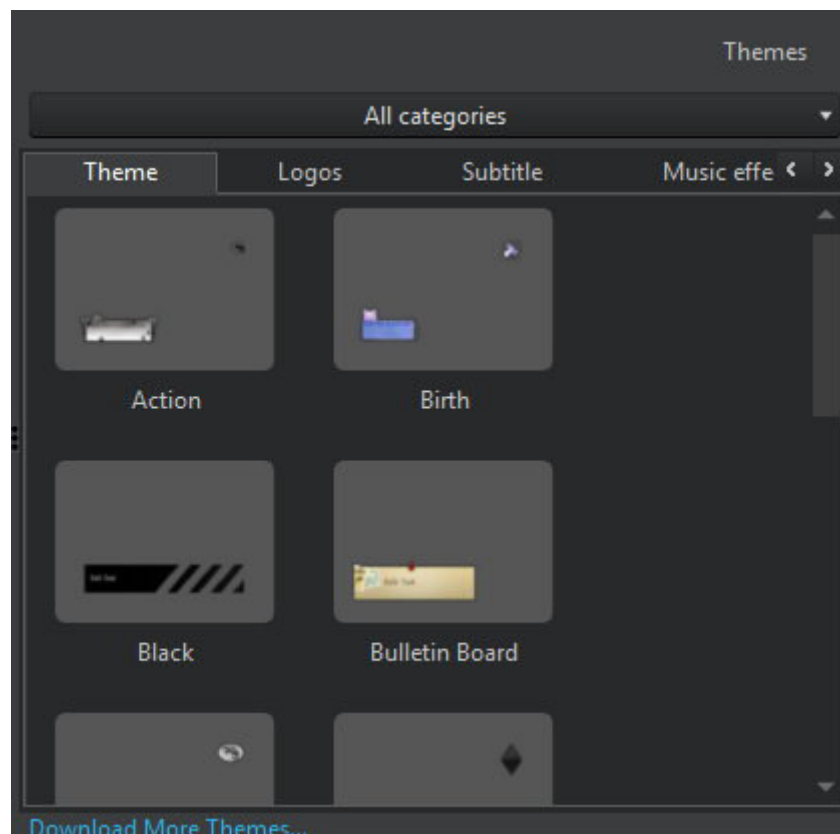 Themes
All categories
Theme Logos Subtitle Music effe
Action Birth
Black Bulletin Board
Download More Themes...